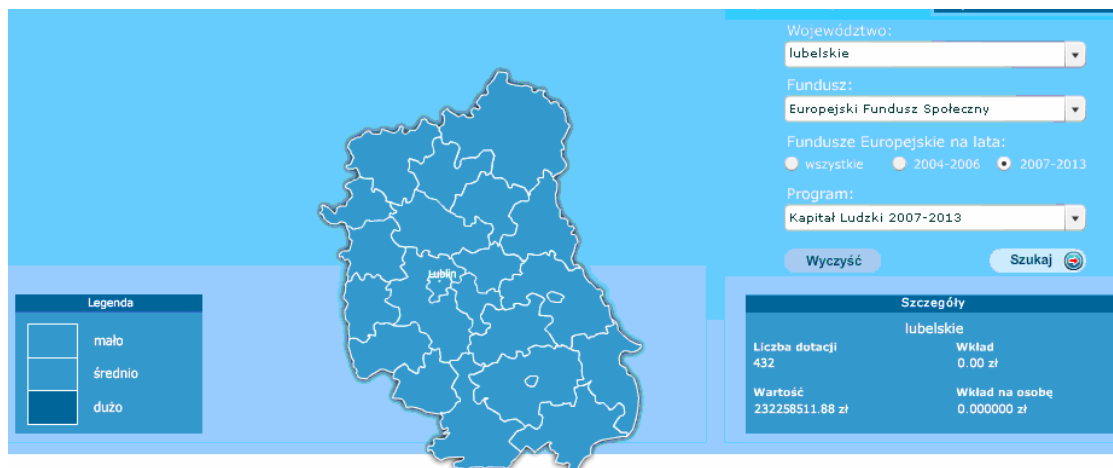 Województwo:
lubelskie
Fundusz:
Europejski Fundusz Społeczny
Fundusze Europejskie na lata:
wszystkie 2004-2006 2007-2013
Program:
Kapitał Ludzki 2007-2013
Wyczyść Szukaj
Lublin
Legenda
mało
średnio
dużo
Szczegóły
lubelskie
Liczba dotacji Wkład
432 0.00 zł
Wartość Wkład na osobę
232258511.88 zł 0.000000 zł